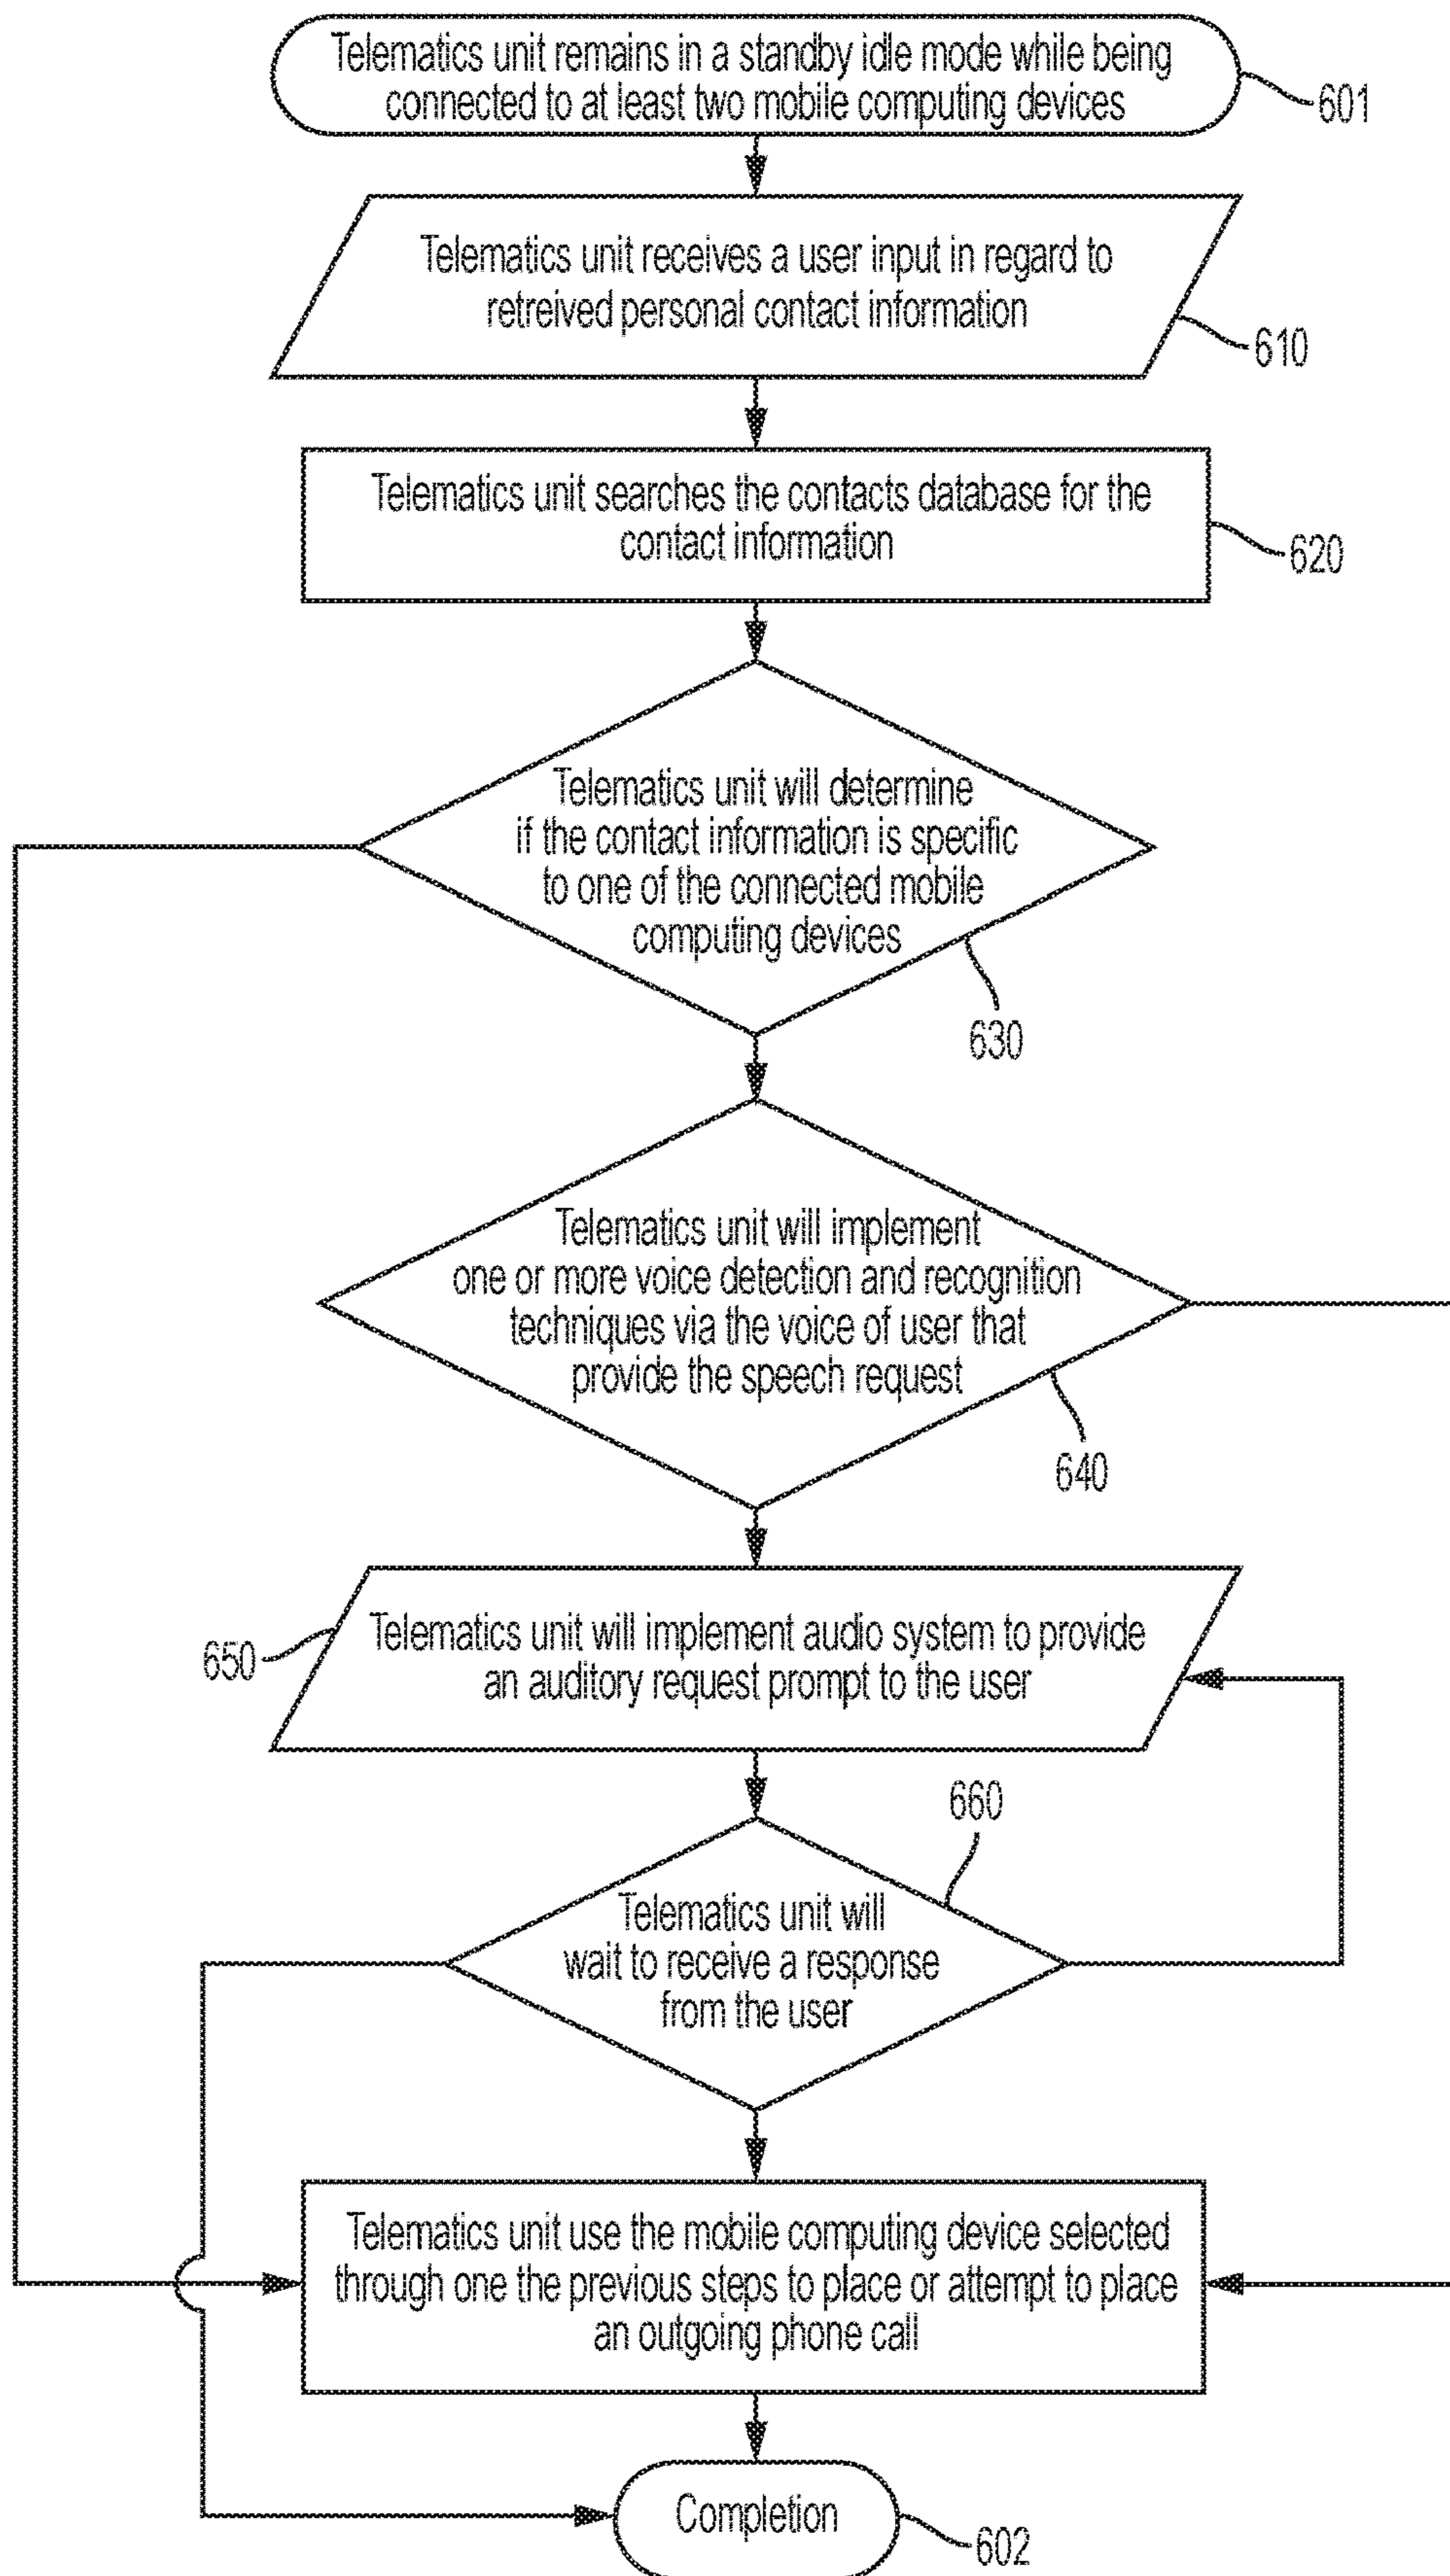 Telematics unit remains in a standby idle mode while being
connected to at least two mobile computing devices
601
Telematics unit receives a user input in regard to
retreived personal contact information
610
Telematics unit searches the contacts database for the
contact information
620
Telematics unit will determine
if the contact information is specific
to one of the connected mobile
computing devices
630
Telematics unit will implement
one or more voice detection and recognition
techniques via the voice of user that
provide the speech request
640
Telematics unit will implement audio system to provide
an auditory request prompt to the user
650
660
Telematics unit will
wait to receive a response
from the user
Telematics unit use the mobile computing device selected
through one the previous steps to place or attempt to place
an outgoing phone call
Completion
602